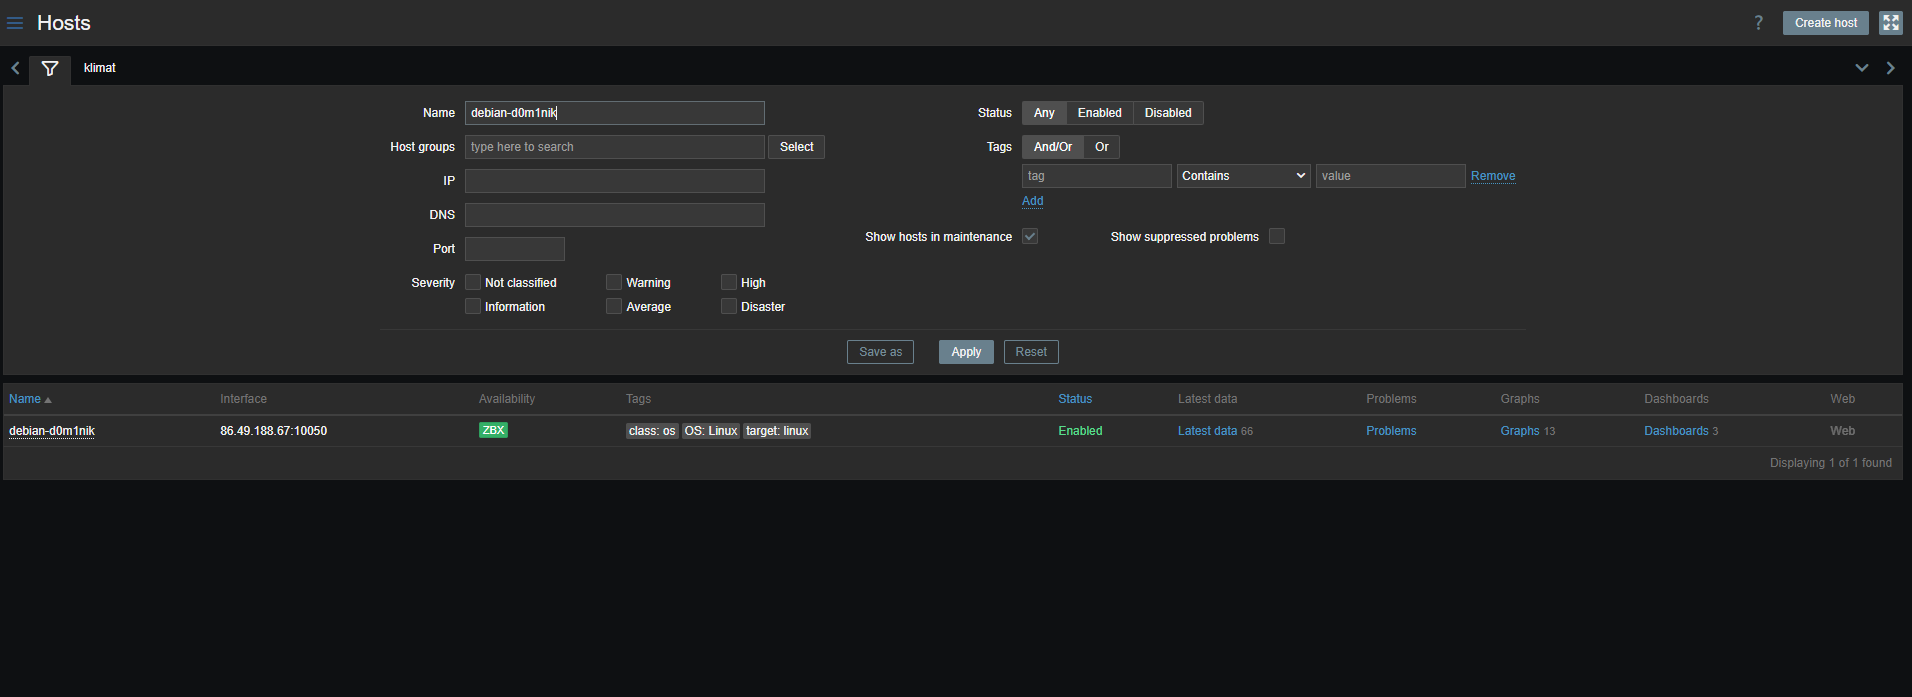 Hosts
? Create host
klimat
Name debian-d0m1nik Status Any Enabled Disabled
Host groups type here to search Select Tags And/Or Or
IP tag Contains value Remove
Add
DNS
Show hosts in maintenance Show suppressed problems
Port
Severity Not classified Warning High
Information Average Disaster
Save as Apply Reset
Name Interface Availability Tags Status Latest data Problems Graphs Dashboards Web
debian-d0m1nik 86.49.188.67:10050 ZBX class: os OS: Linux target: linux Enabled Latest data 66 Problems Graphs 13 Dashboards 3 Web
Displaying 1 of 1 found